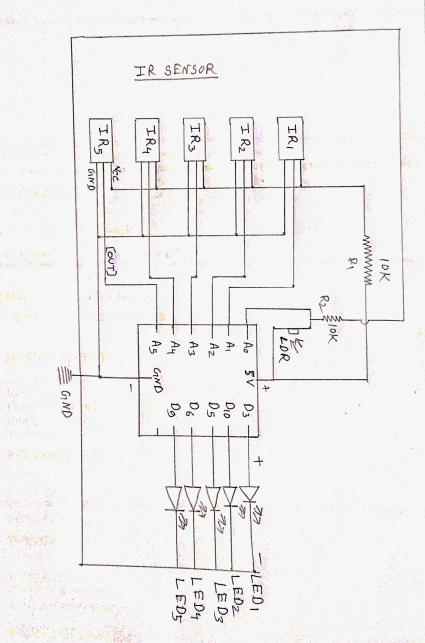 IR SENSOR
IR5
IR4
IR3
IR2
IR1
Vcc
GND
[OUT]
10K
R1
R2
10K
LDR
A5
A4
A3
A2
A1
A0
GND
5V
-
+
D9
D6
D5
D10
D3
GND
+
-
LED1
LED2
LED3
LED4
LED5